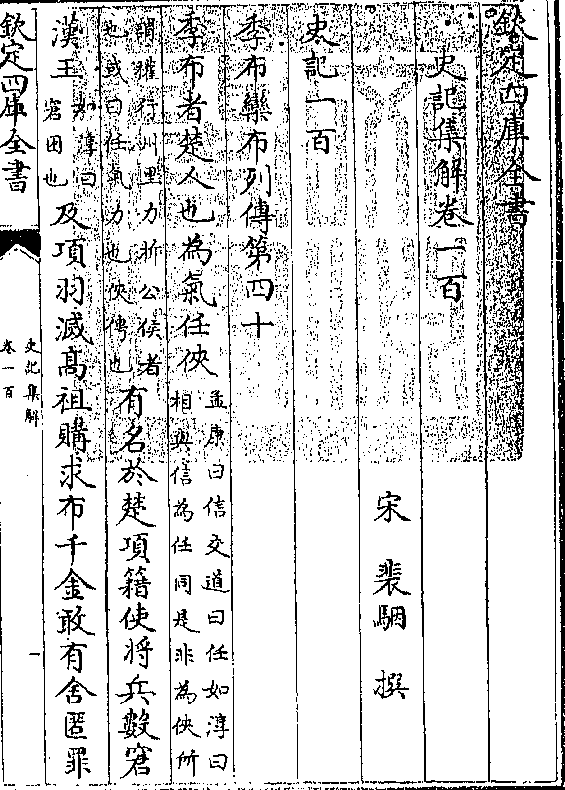 欽定四庫全書
史記集解卷一百
宋 裴駰 撰
史記一百
季布欒布列傳第四十
季布者楚人也為氣任俠孟康曰信交道曰任如淳曰相與信為任同是非為俠所
謂權行州里力折公侯者也或曰任氣力也俠俜也有名於楚項籍使將兵數窘
漢王如淳曰窘困也及項羽滅高祖購求布千金敢有舍匿罪
欽定四庫全書
史記集解
卷一百
一